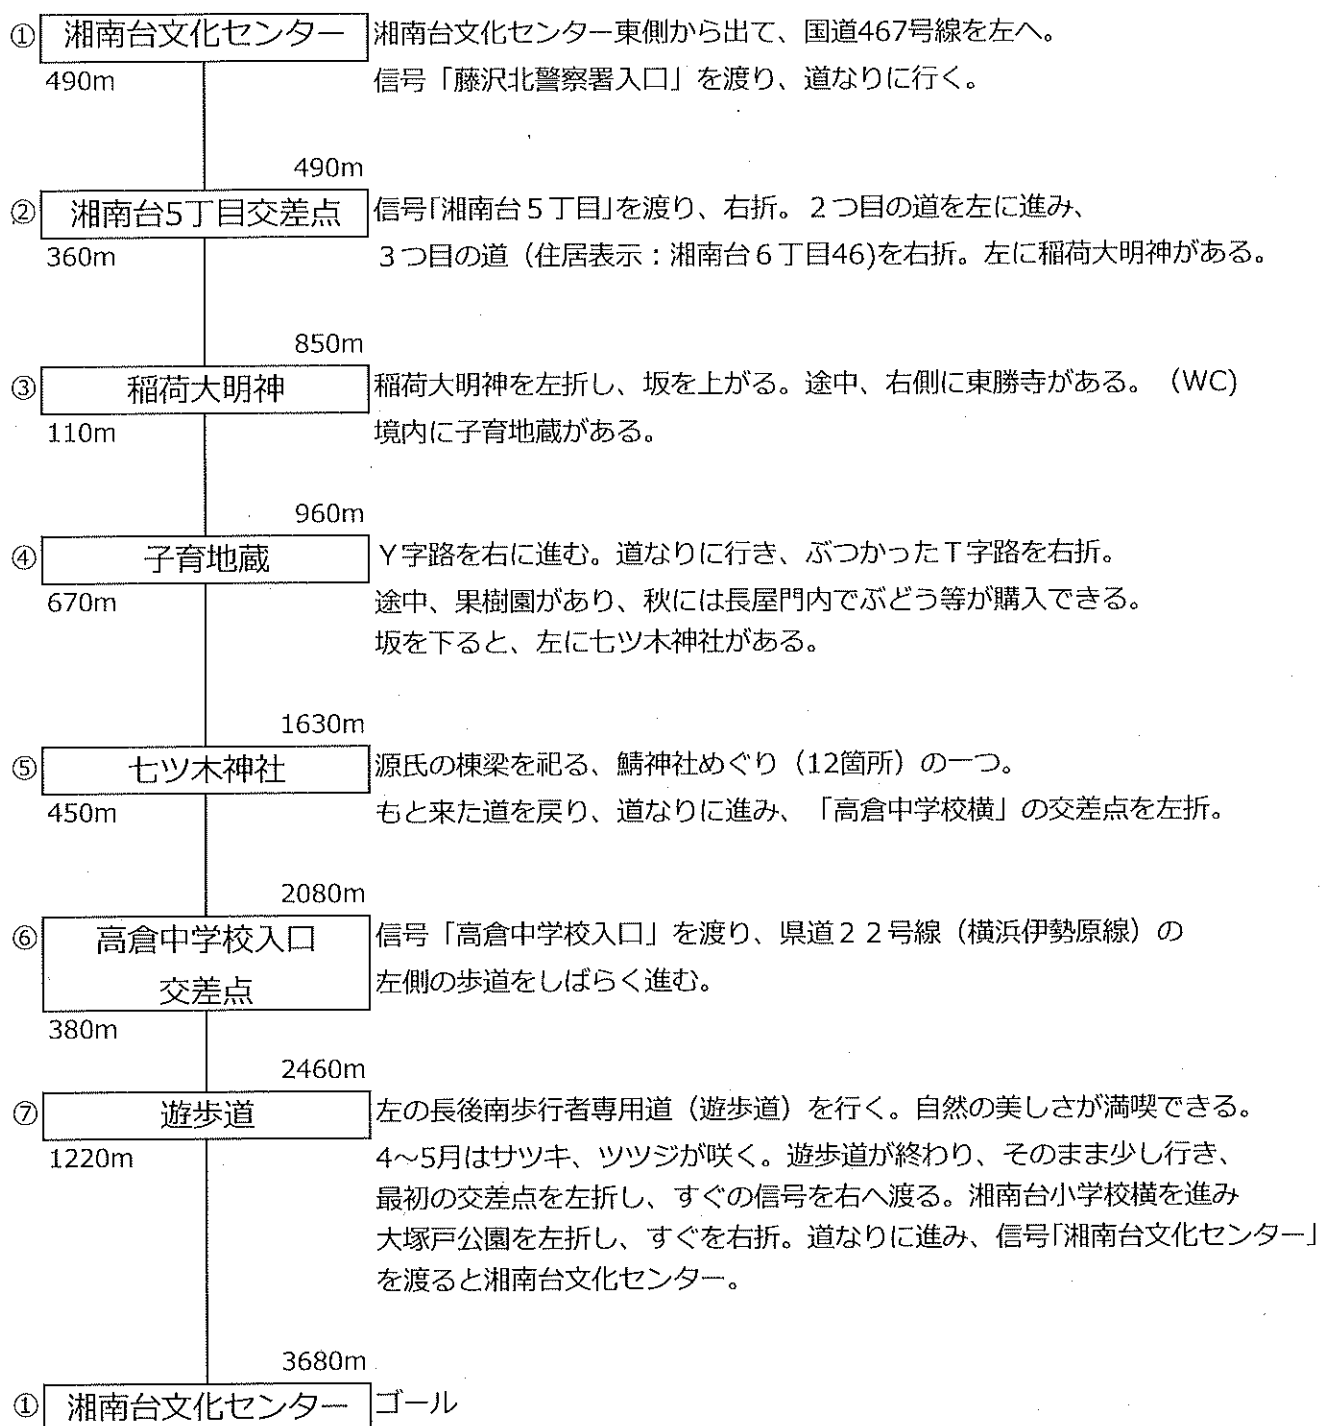 ① 湘南台文化センター 湘南台文化センター東側から出て、国道467号線を左へ。
490m 信号「藤沢北警察署入口」を渡り、道なりに行く。
490m
② 湘南台5丁目交差点 信号「湘南台５丁目」を渡り、右折。２つ目の道を左に進み、
360m ３つ目の道（住居表示：湘南台６丁目46)を右折。左に稲荷大明神がある。
850m
③ 稲荷大明神 稲荷大明神を左折し、坂を上がる。途中、右側に東勝寺がある。（WC)
110m 境内に子育地蔵がある。
960m
④ 子育地蔵 Ｙ字路を右に進む。道なりに行き、ぶつかったＴ字路を右折。
670m 途中、果樹園があり、秋には長屋門内でぶどう等が購入できる。
坂を下ると、左に七ツ木神社がある。
1630m
⑤ 七ツ木神社 源氏の棟梁を祀る、鯖神社めぐり（12箇所）の一つ。
450m もと来た道を戻り、道なりに進み、「高倉中学校横」の交差点を左折。
2080m
⑥ 高倉中学校入口 信号「高倉中学校入口」を渡り、県道２２号線（横浜伊勢原線）の
交差点 左側の歩道をしばらく進む。
380m
2460m
⑦ 遊歩道 左の長後南歩行者専用道（遊歩道）を行く。自然の美しさが満喫できる。
1220m 4～5月はサツキ、ツツジが咲く。遊歩道が終わり、そのまま少し行き、
最初の交差点を左折し、すぐの信号を右へ渡る。湘南台小学校横を進み
大塚戸公園を左折し、すぐを右折。道なりに進み、信号「湘南台文化センター」
を渡ると湘南台文化センター。
3680m
① 湘南台文化センター ゴール